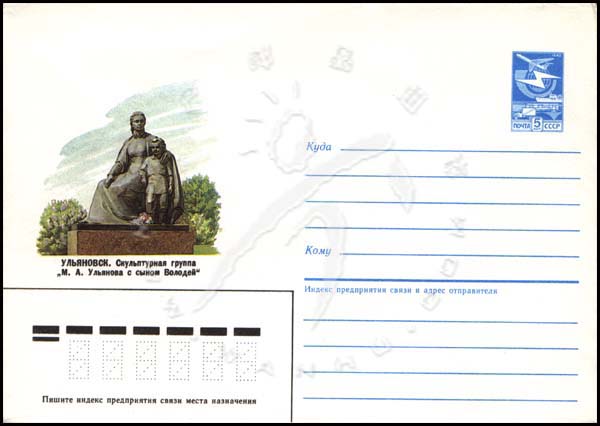 ПОЧТА 5 СССР
Куда
Кому
УЛЬЯНОВСК. Скульптурная группа
„М. А. Ульянова с сыном Володей"
Индекс предприятия связи и адрес отправителя
Пишите индекс предприятия связи места назначения